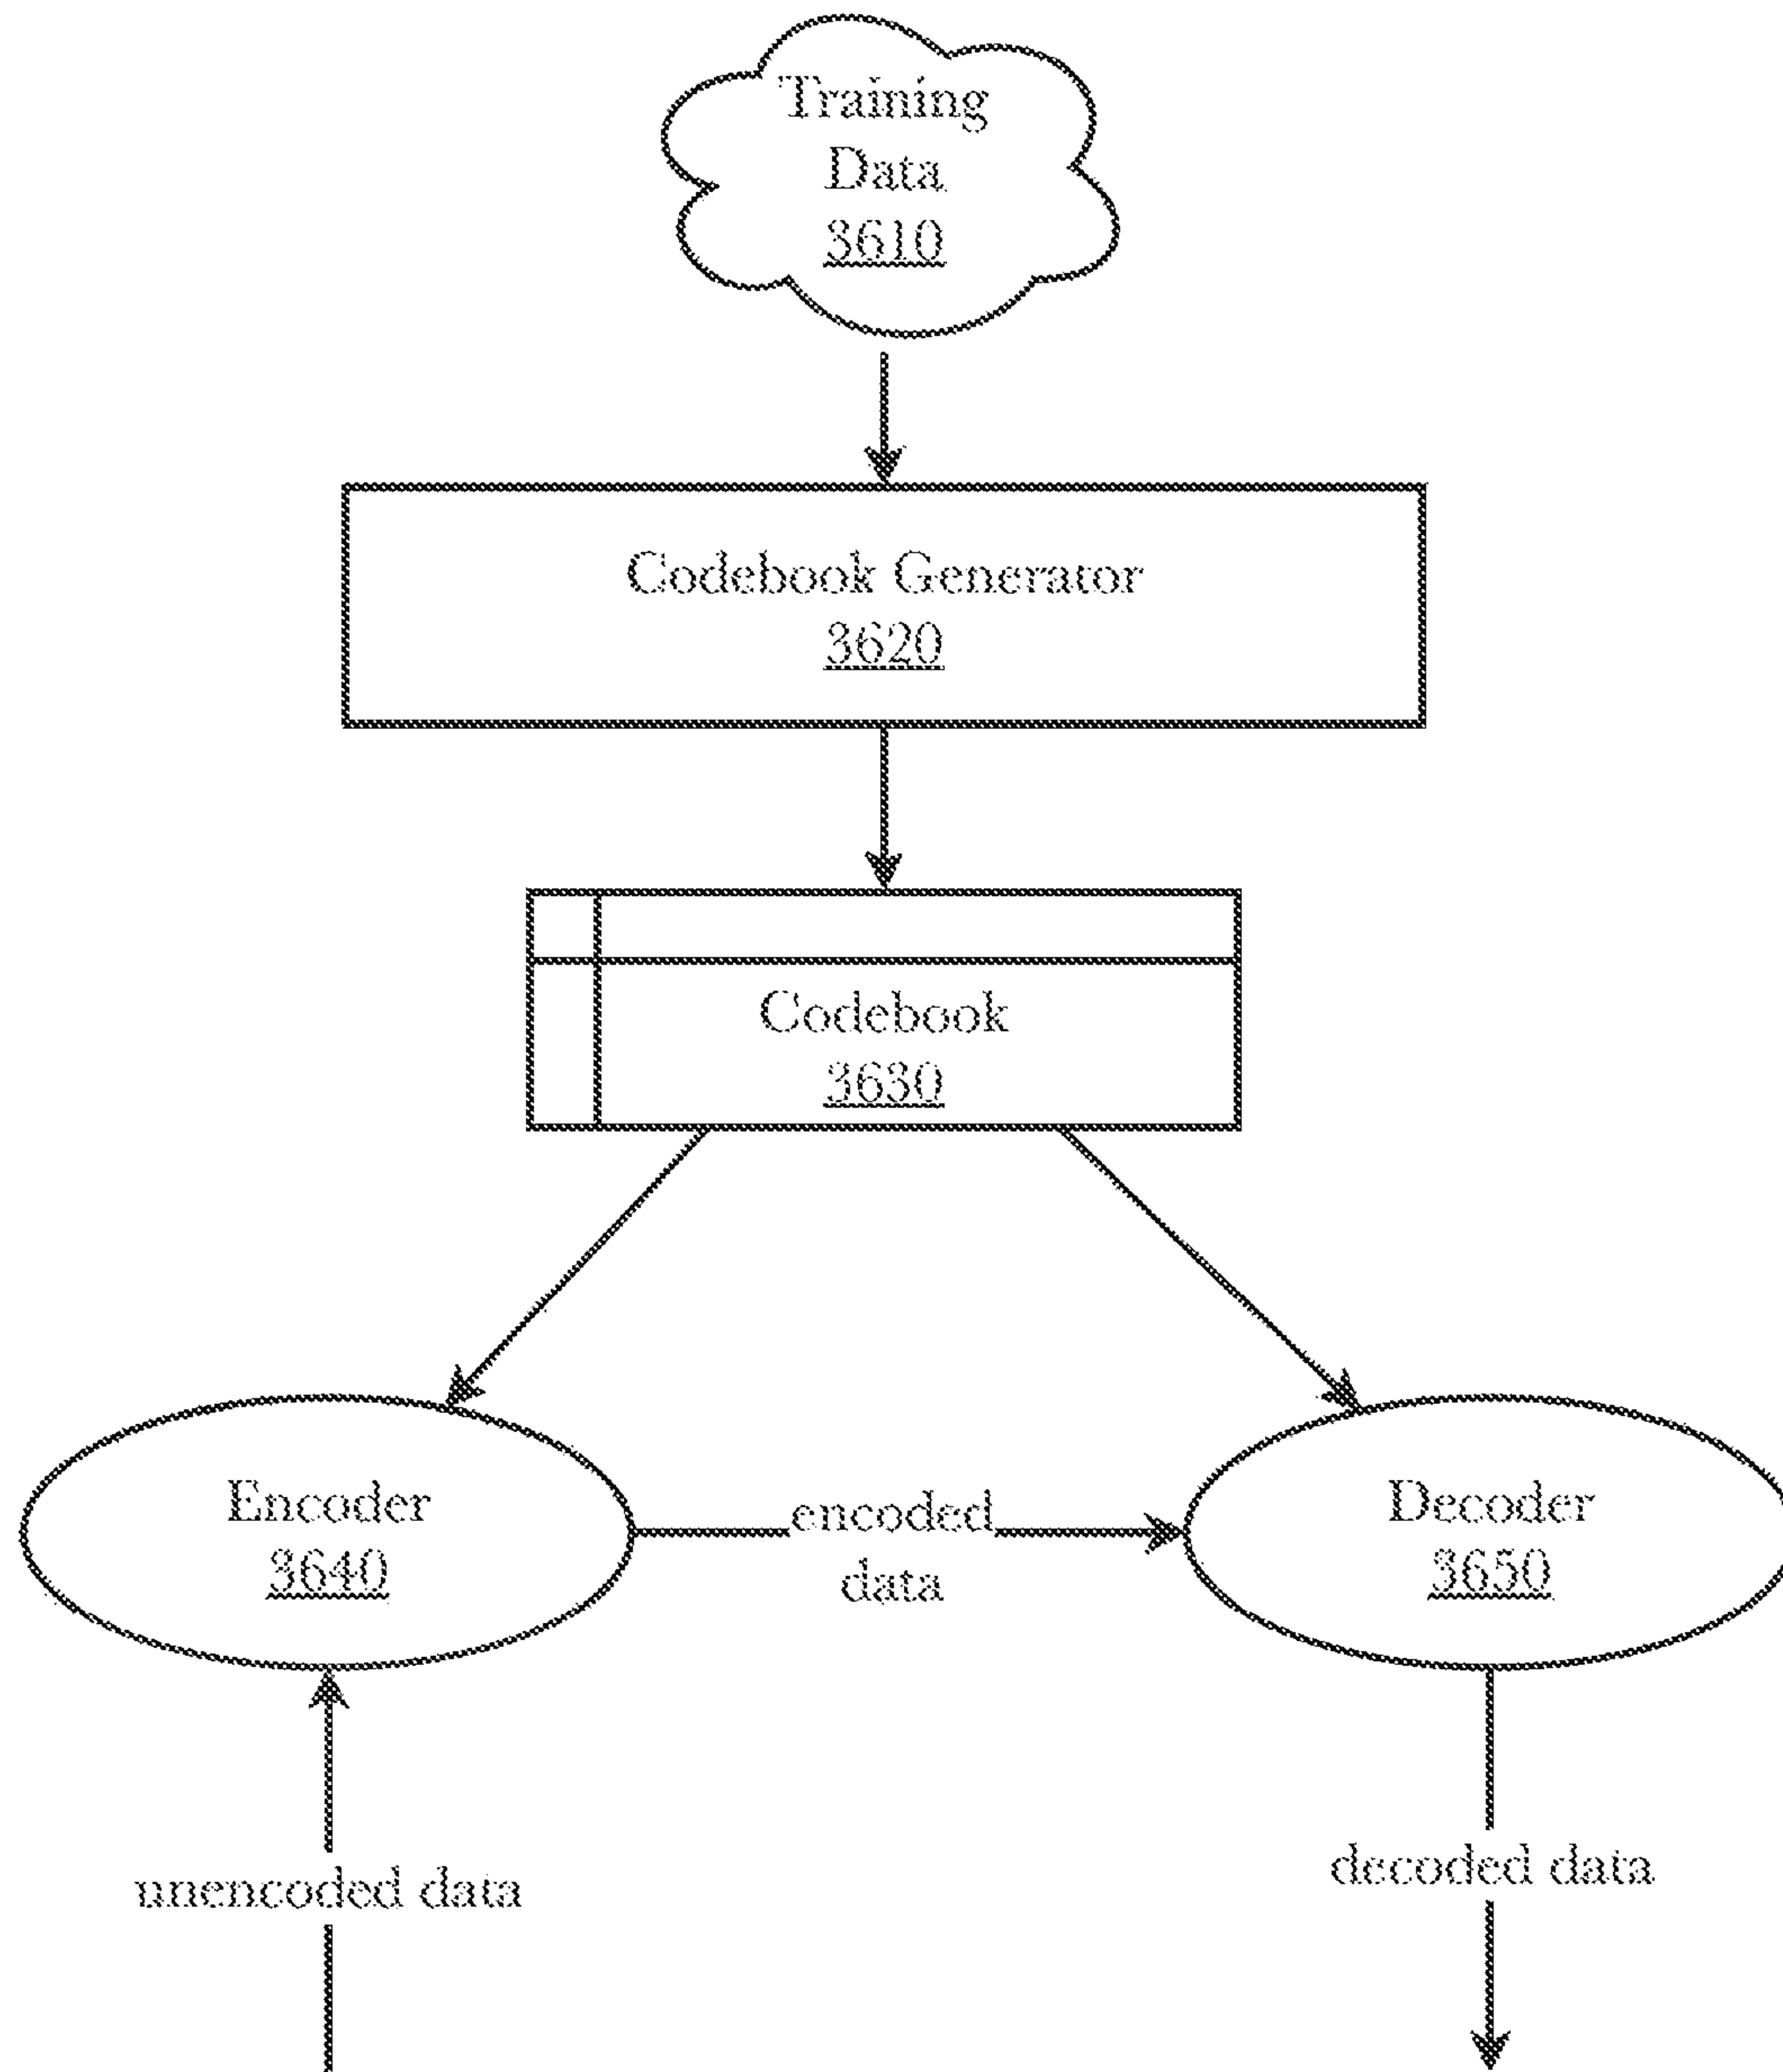 Training
Data
3610
Codebook Generator
3620
Codebook
3630
Encoder
3640
encoded
data
Decoder
3650
unencoded data
decoded data